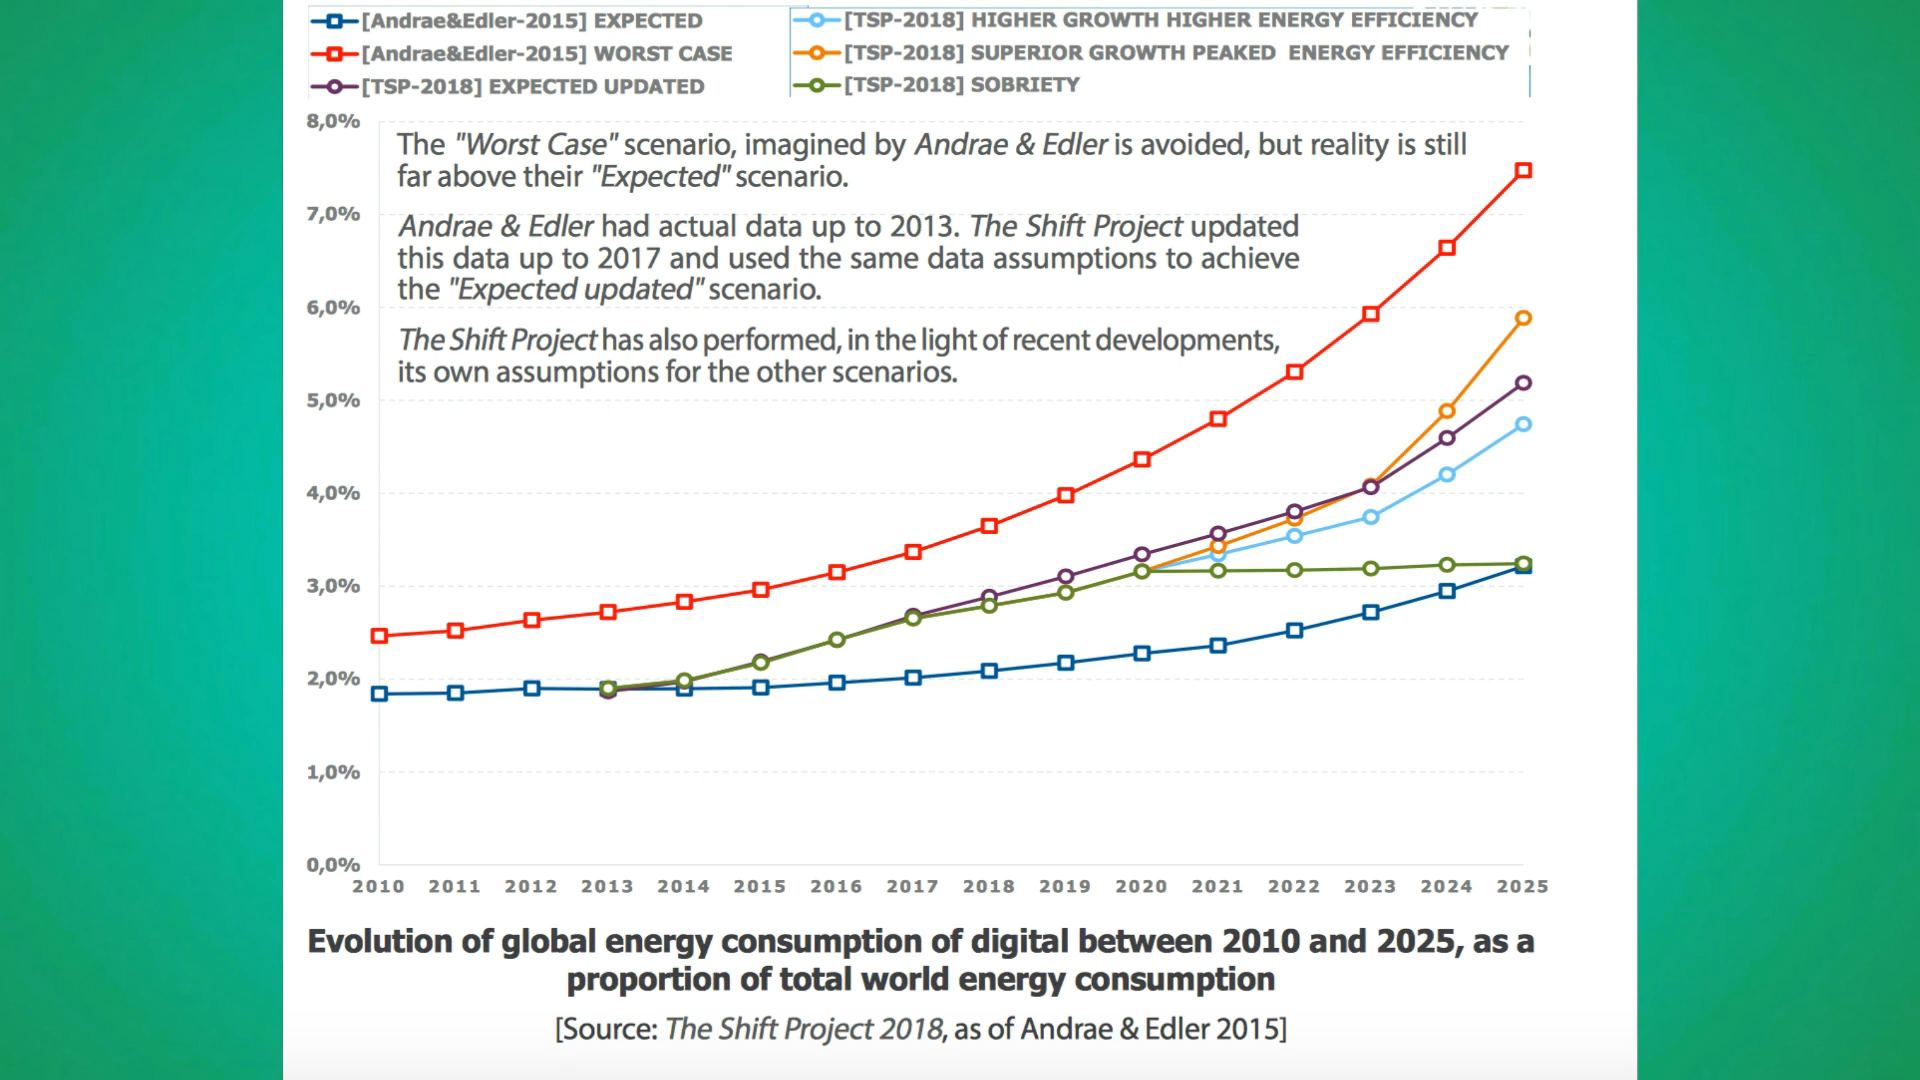 [Andrae&Edler-2015] EXPECTED
[Andrae&Edler-2015] WORST CASE
[TSP-2018] EXPECTED UPDATED
[TSP-2018] HIGHER GROWTH HIGHER ENERGY EFFICIENCY
[TSP-2018] SUPERIOR GROWTH PEAKED ENERGY EFFICIENCY
[TSP-2018] SOBRIETY
8,0%
The "Worst Case" scenario, imagined by Andrae & Edler is avoided, but reality is still
far above their "Expected" scenario.
7,0%
Andrae & Edler had actual data up to 2013. The Shift Project updated
this data up to 2017 and used the same data assumptions to achieve
the "Expected updated" scenario.
6,0%
The Shift Project has also performed, in the light of recent developments,
its own assumptions for the other scenarios.
5,0%
4,0%
3,0%
2,0%
1,0%
0,0%
2010 2011 2012 2013 2014 2015 2016 2017 2018 2019 2020 2021 2022 2023 2024 2025
Evolution of global energy consumption of digital between 2010 and 2025, as a
proportion of total world energy consumption
[Source: The Shift Project 2018, as of Andrae & Edler 2015]